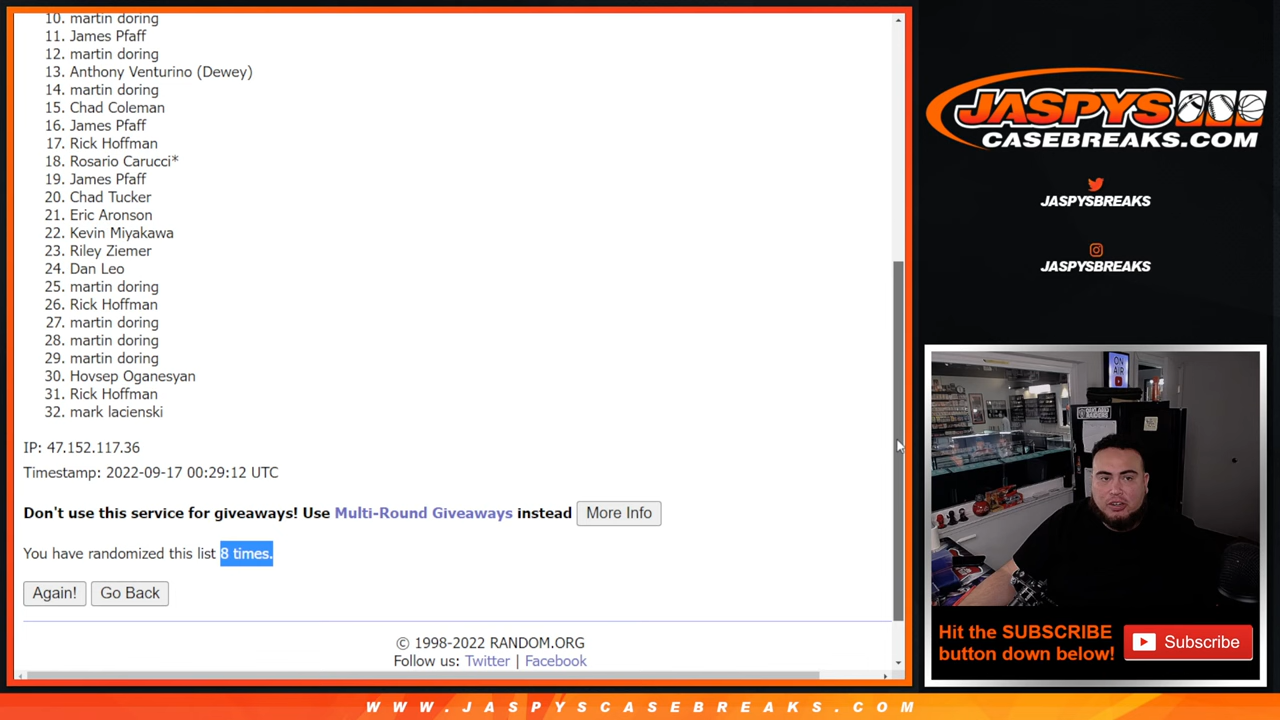 10. martin doring
11. James Pfaff
12. martin doring
13. Anthony Venturino (Dewey)
14. martin doring
15. Chad Coleman
16. James Pfaff
17. Rick Hoffman
18. Rosario Carucci*
19. James Pfaff
20. Chad Tucker
21. Eric Aronson
22. Kevin Miyakawa
23. Riley Ziemer
24. Dan Leo
25. martin doring
26. Rick Hoffman
27. martin doring
28. martin doring
29. martin doring
30. Hovsep Oganesyan
31. Rick Hoffman
32. mark lacienski
IP: 47.152.117.36
Timestamp: 2022-09-17 00:29:12 UTC
Don't use this service for giveaways! Use Multi-Round Giveaways instead More Info
You have randomized this list 8 times.
Again! Go Back
© 1998-2022 RANDOM.ORG
Follow us: Twitter | Facebook
JASPYS
CASEBREAKS.COM
JASPYSBREAKS
JASPYSBREAKS
ON
AIR
Hit the SUBSCRIBE
button down below!
Subscribe
WWW.JASPYSCASEBREAKS.COM